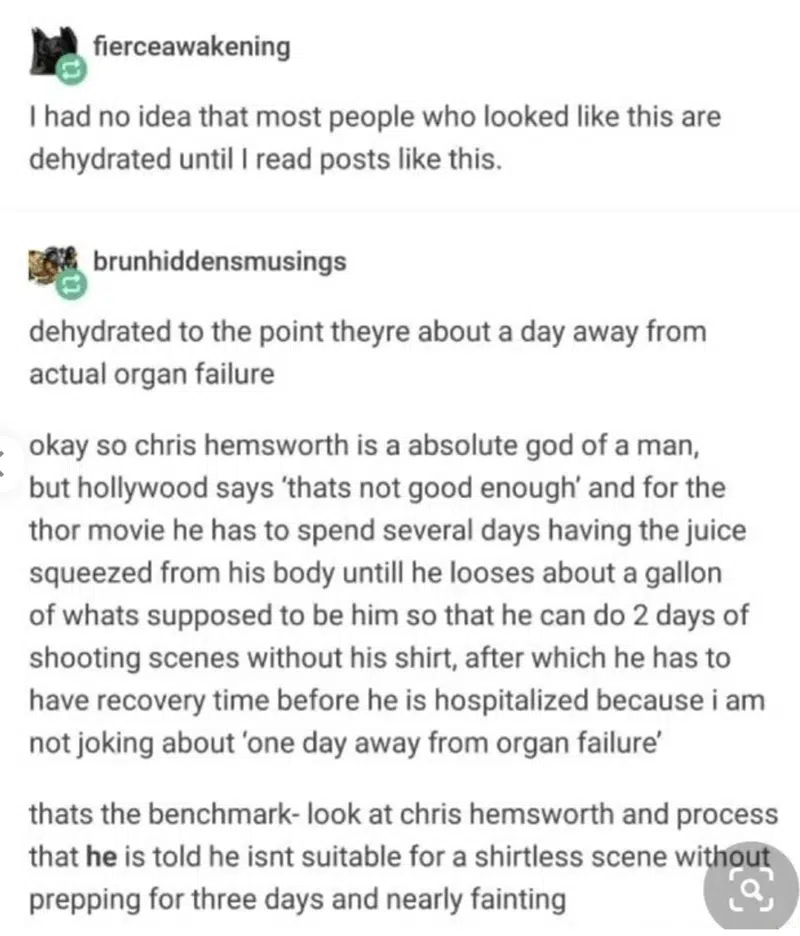 fierceawakening
I had no idea that most people who looked like this are
dehydrated until I read posts like this.
brunhiddensmusings
dehydrated to the point theyre about a day away from
actual organ failure
okay so chris hemsworth is a absolute god of a man,
but hollywood says 'thats not good enough' and for the
thor movie he has to spend several days having the juice
squeezed from his body untill he looses about a gallon
of whats supposed to be him so that he can do 2 days of
shooting scenes without his shirt, after which he has to
have recovery time before he is hospitalized because i am
not joking about 'one day away from organ failure'
thats the benchmark- look at chris hemsworth and process
that he is told he isnt suitable for a shirtless scene without
prepping for three days and nearly fainting